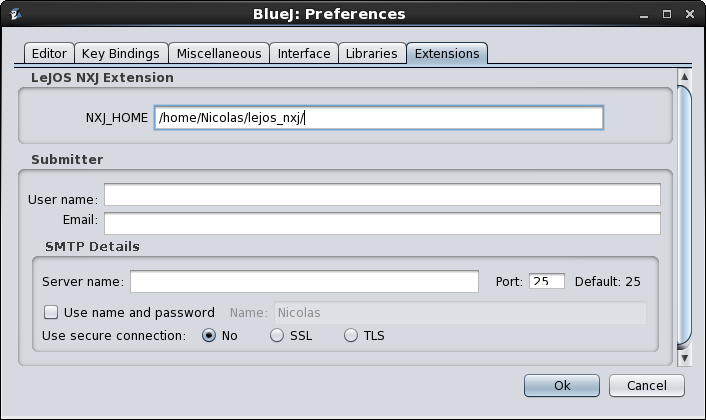 BlueJ: Preferences
Editor Key Bindings Miscellaneous Interface Libraries Extensions
LeJOS NXJ Extension
NXJ_HOME /home/Nicolas/lejos_nxj/
Submitter
User name:
Email:
SMTP Details
Server name: Port: 25 Default: 25
Use name and password Name: Nicolas
Use secure connection: No SSL TLS
Ok Cancel